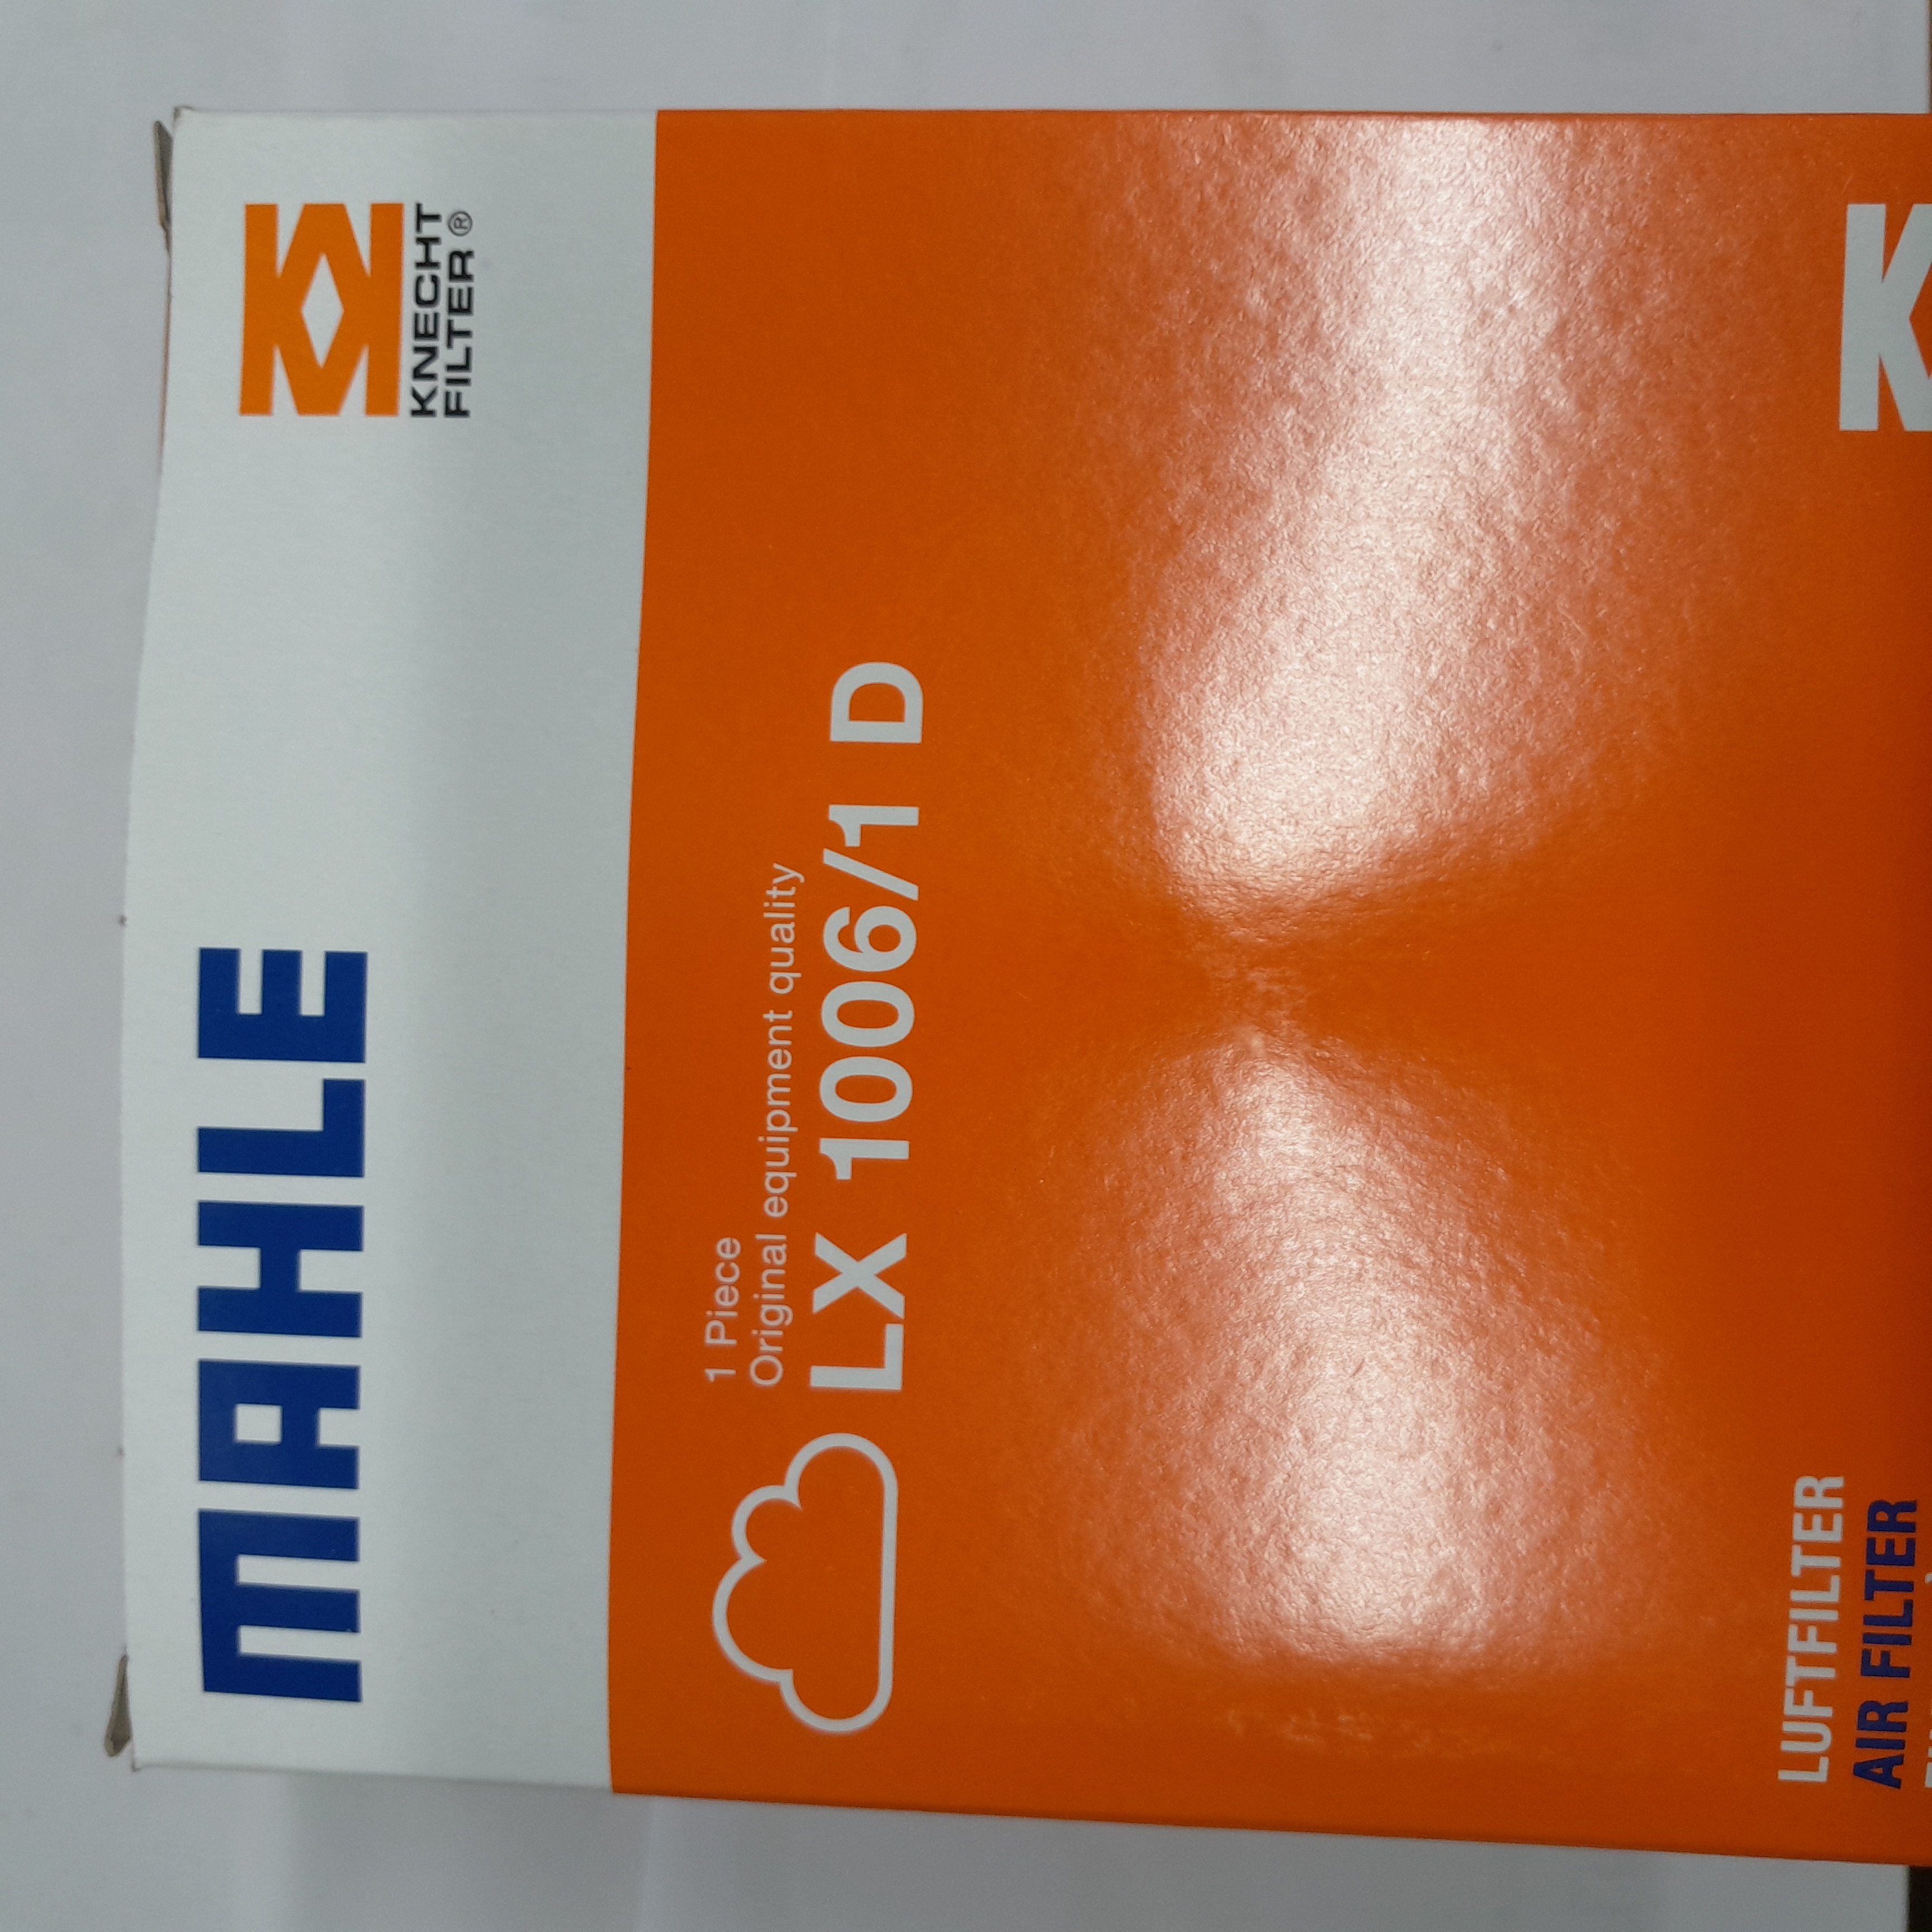 MAHLE
KNECHT
FILTER®
1 Piece
Original equipment quality
LX 1006/1 D
LUFTFILTER
AIR FILTER
K